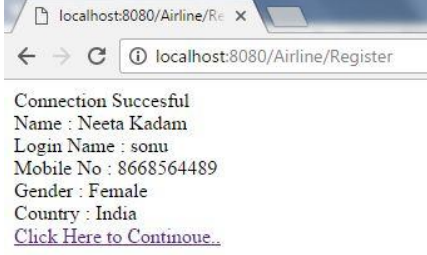 localhost:8080/Airline/Re
localhost:8080/Airline/Register
Connection Succesful
Name : Neeta Kadam
Login Name : sonu
Mobile No : 8668564489
Gender : Female
Country : India
Click Here to Continoue..